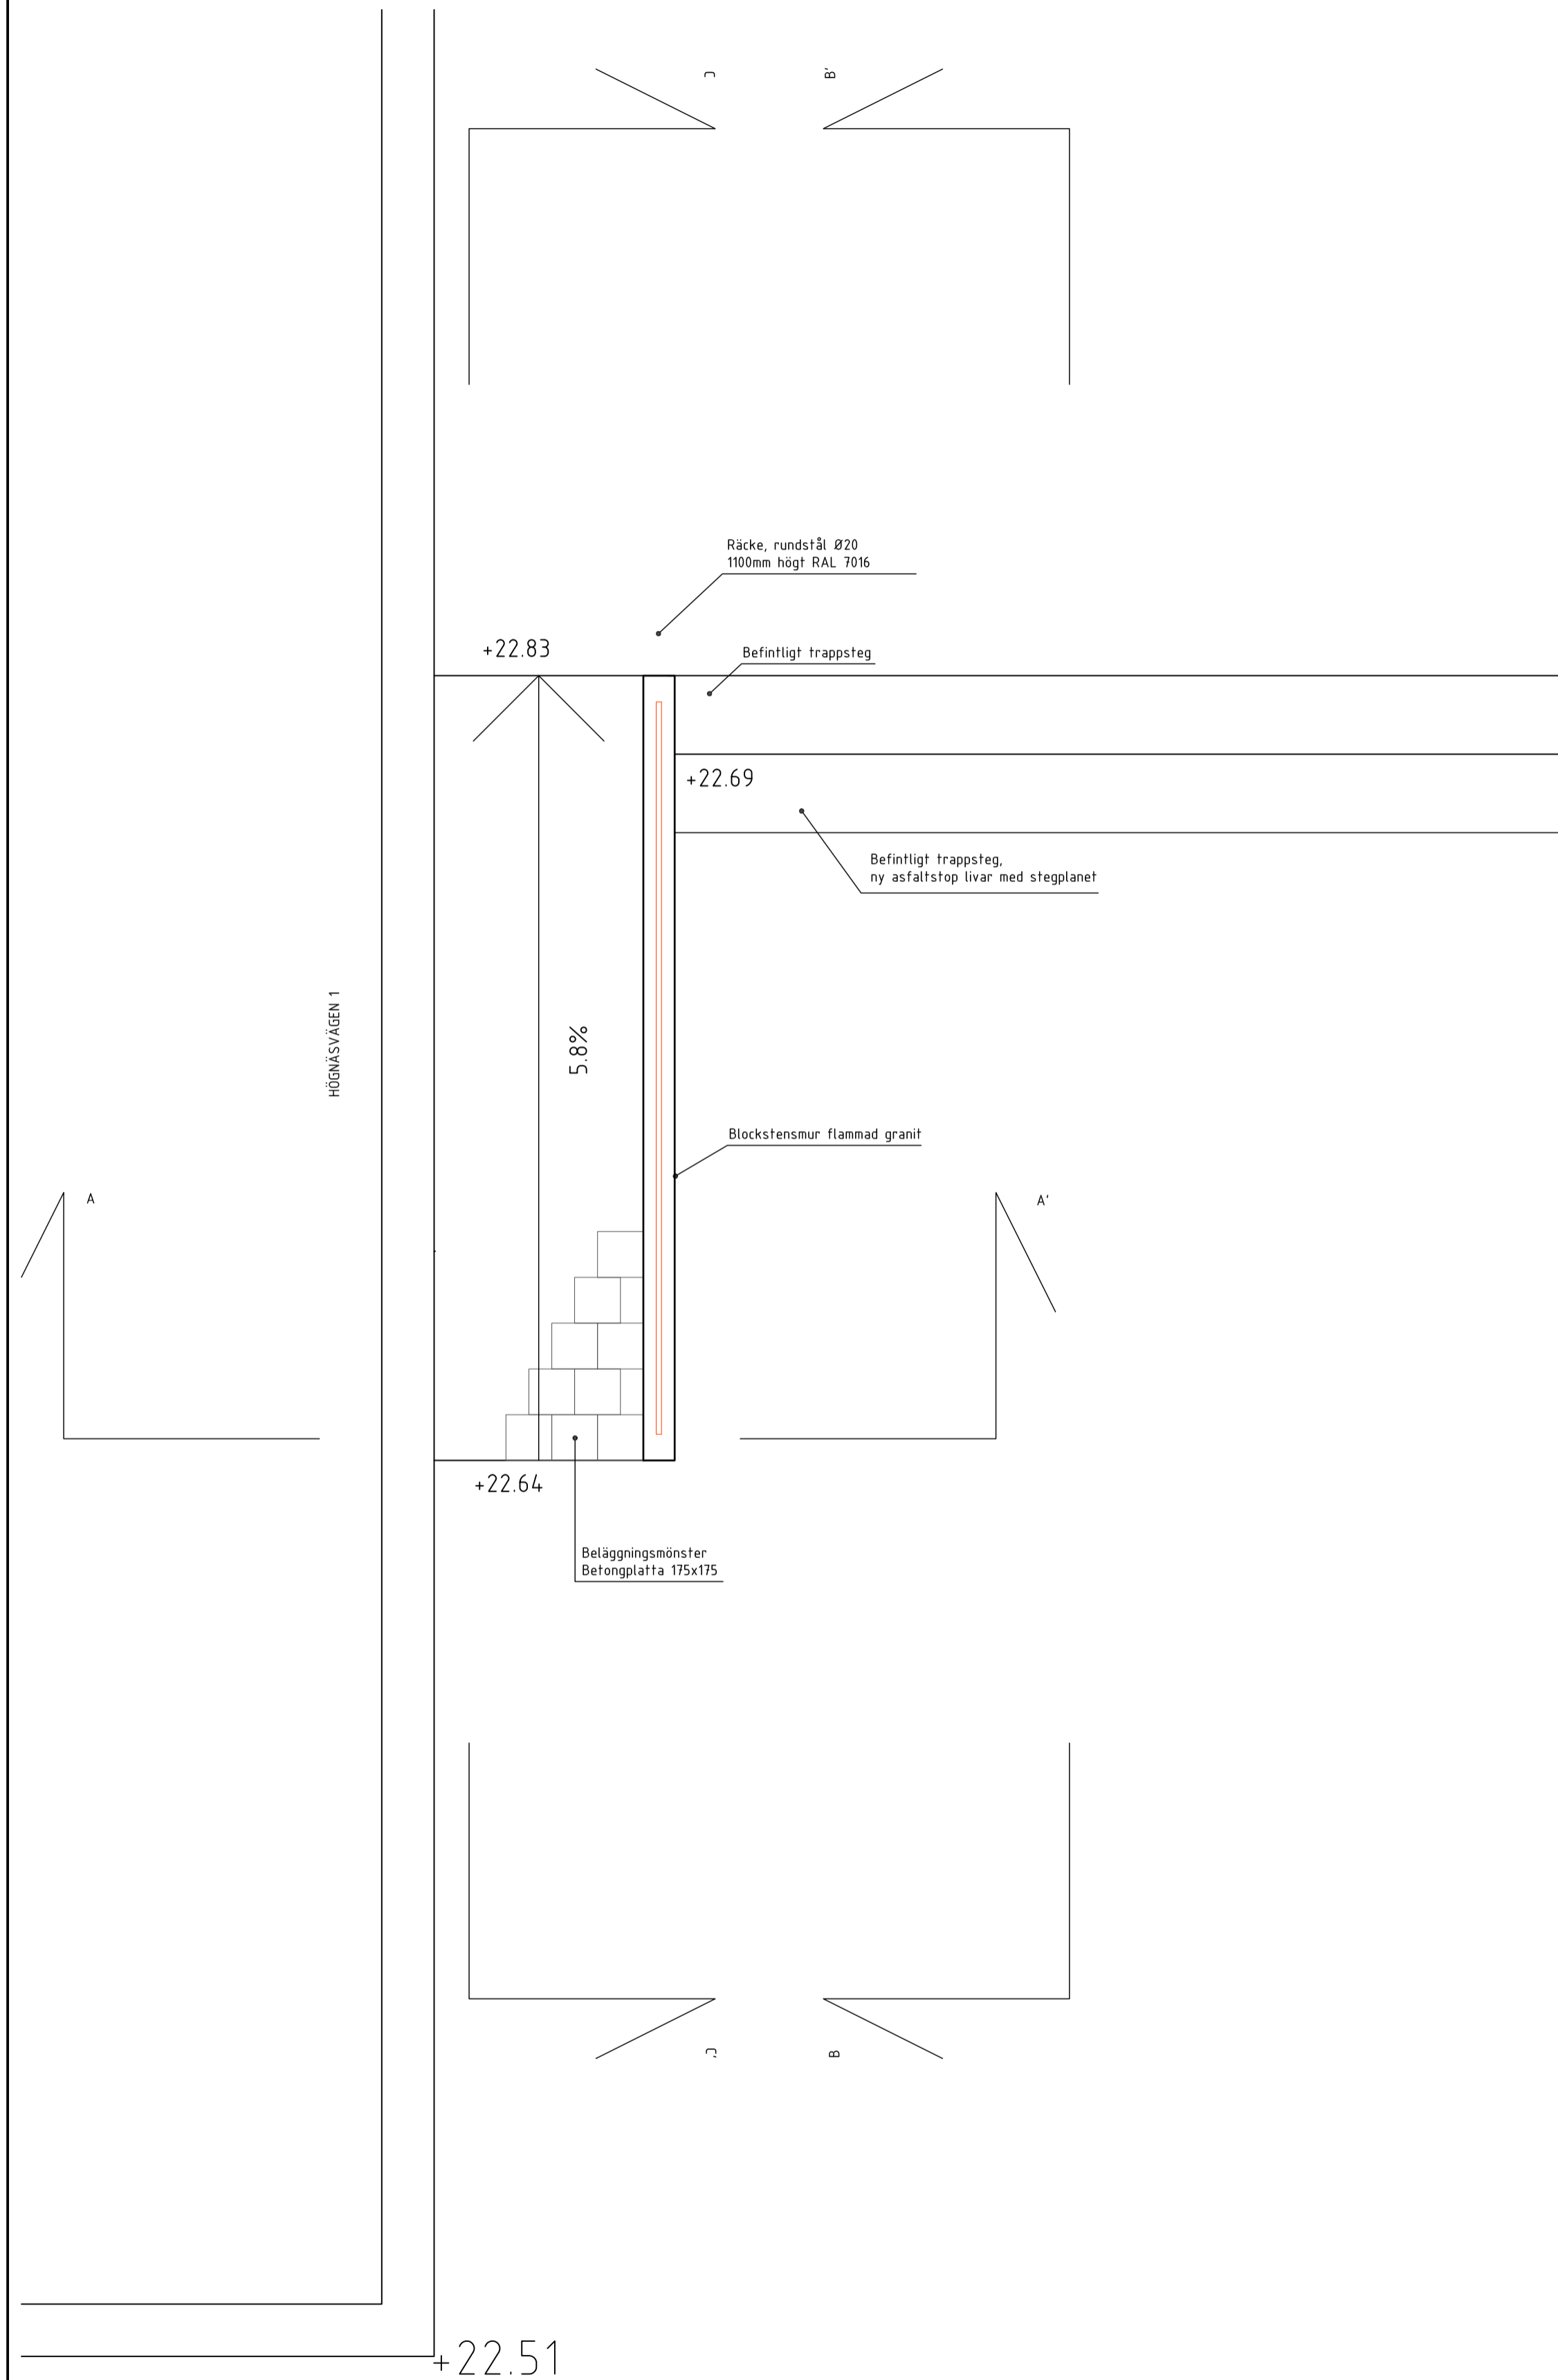 C
B'
Räcke, rundstål Ø20
1100mm högt RAL 7016
+22.83
Befintligt trappsteg
+22.69
Befintligt trappsteg,
ny asfaltstop livar med stegplanet
HÖGNÄSVÄGEN 1
5.8%
Blockstensmur flammad granit
A
A'
+22.64
Beläggningsmönster
Betongplatta 175x175
C'
B
+22.51